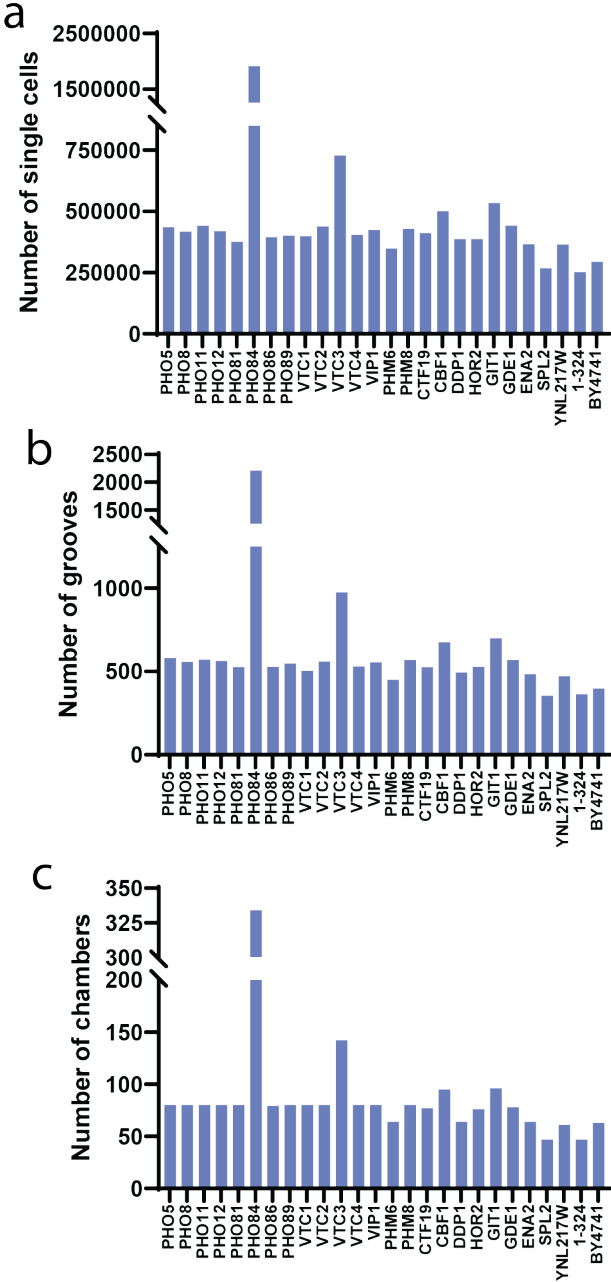 a
Number of single cells
2500000
1500000
750000
500000
250000
0
PHO5 PHO8 PHO11 PHO12 PHO81 PHO84 PHO86 PHO89 VTC1 VTC2 VTC3 VTC4 VIP1 PHM6 PHM8 CTF19 CBF1 DDP1 HOR2 GIT1 GDE1 ENA2 SPL2 YNL217W 1-324 BY4741
b
Number of grooves
2500
2000
1500
1000
500
0
PHO5 PHO8 PHO11 PHO12 PHO81 PHO84 PHO86 PHO89 VTC1 VTC2 VTC3 VTC4 VIP1 PHM6 PHM8 CTF19 CBF1 DDP1 HOR2 GIT1 GDE1 ENA2 SPL2 YNL217W 1-324 BY4741
c
Number of chambers
350
325
300
200
150
100
50
0
PHO5 PHO8 PHO11 PHO12 PHO81 PHO84 PHO86 PHO89 VTC1 VTC2 VTC3 VTC4 VIP1 PHM6 PHM8 CTF19 CBF1 DDP1 HOR2 GIT1 GDE1 ENA2 SPL2 YNL217W 1-324 BY4741